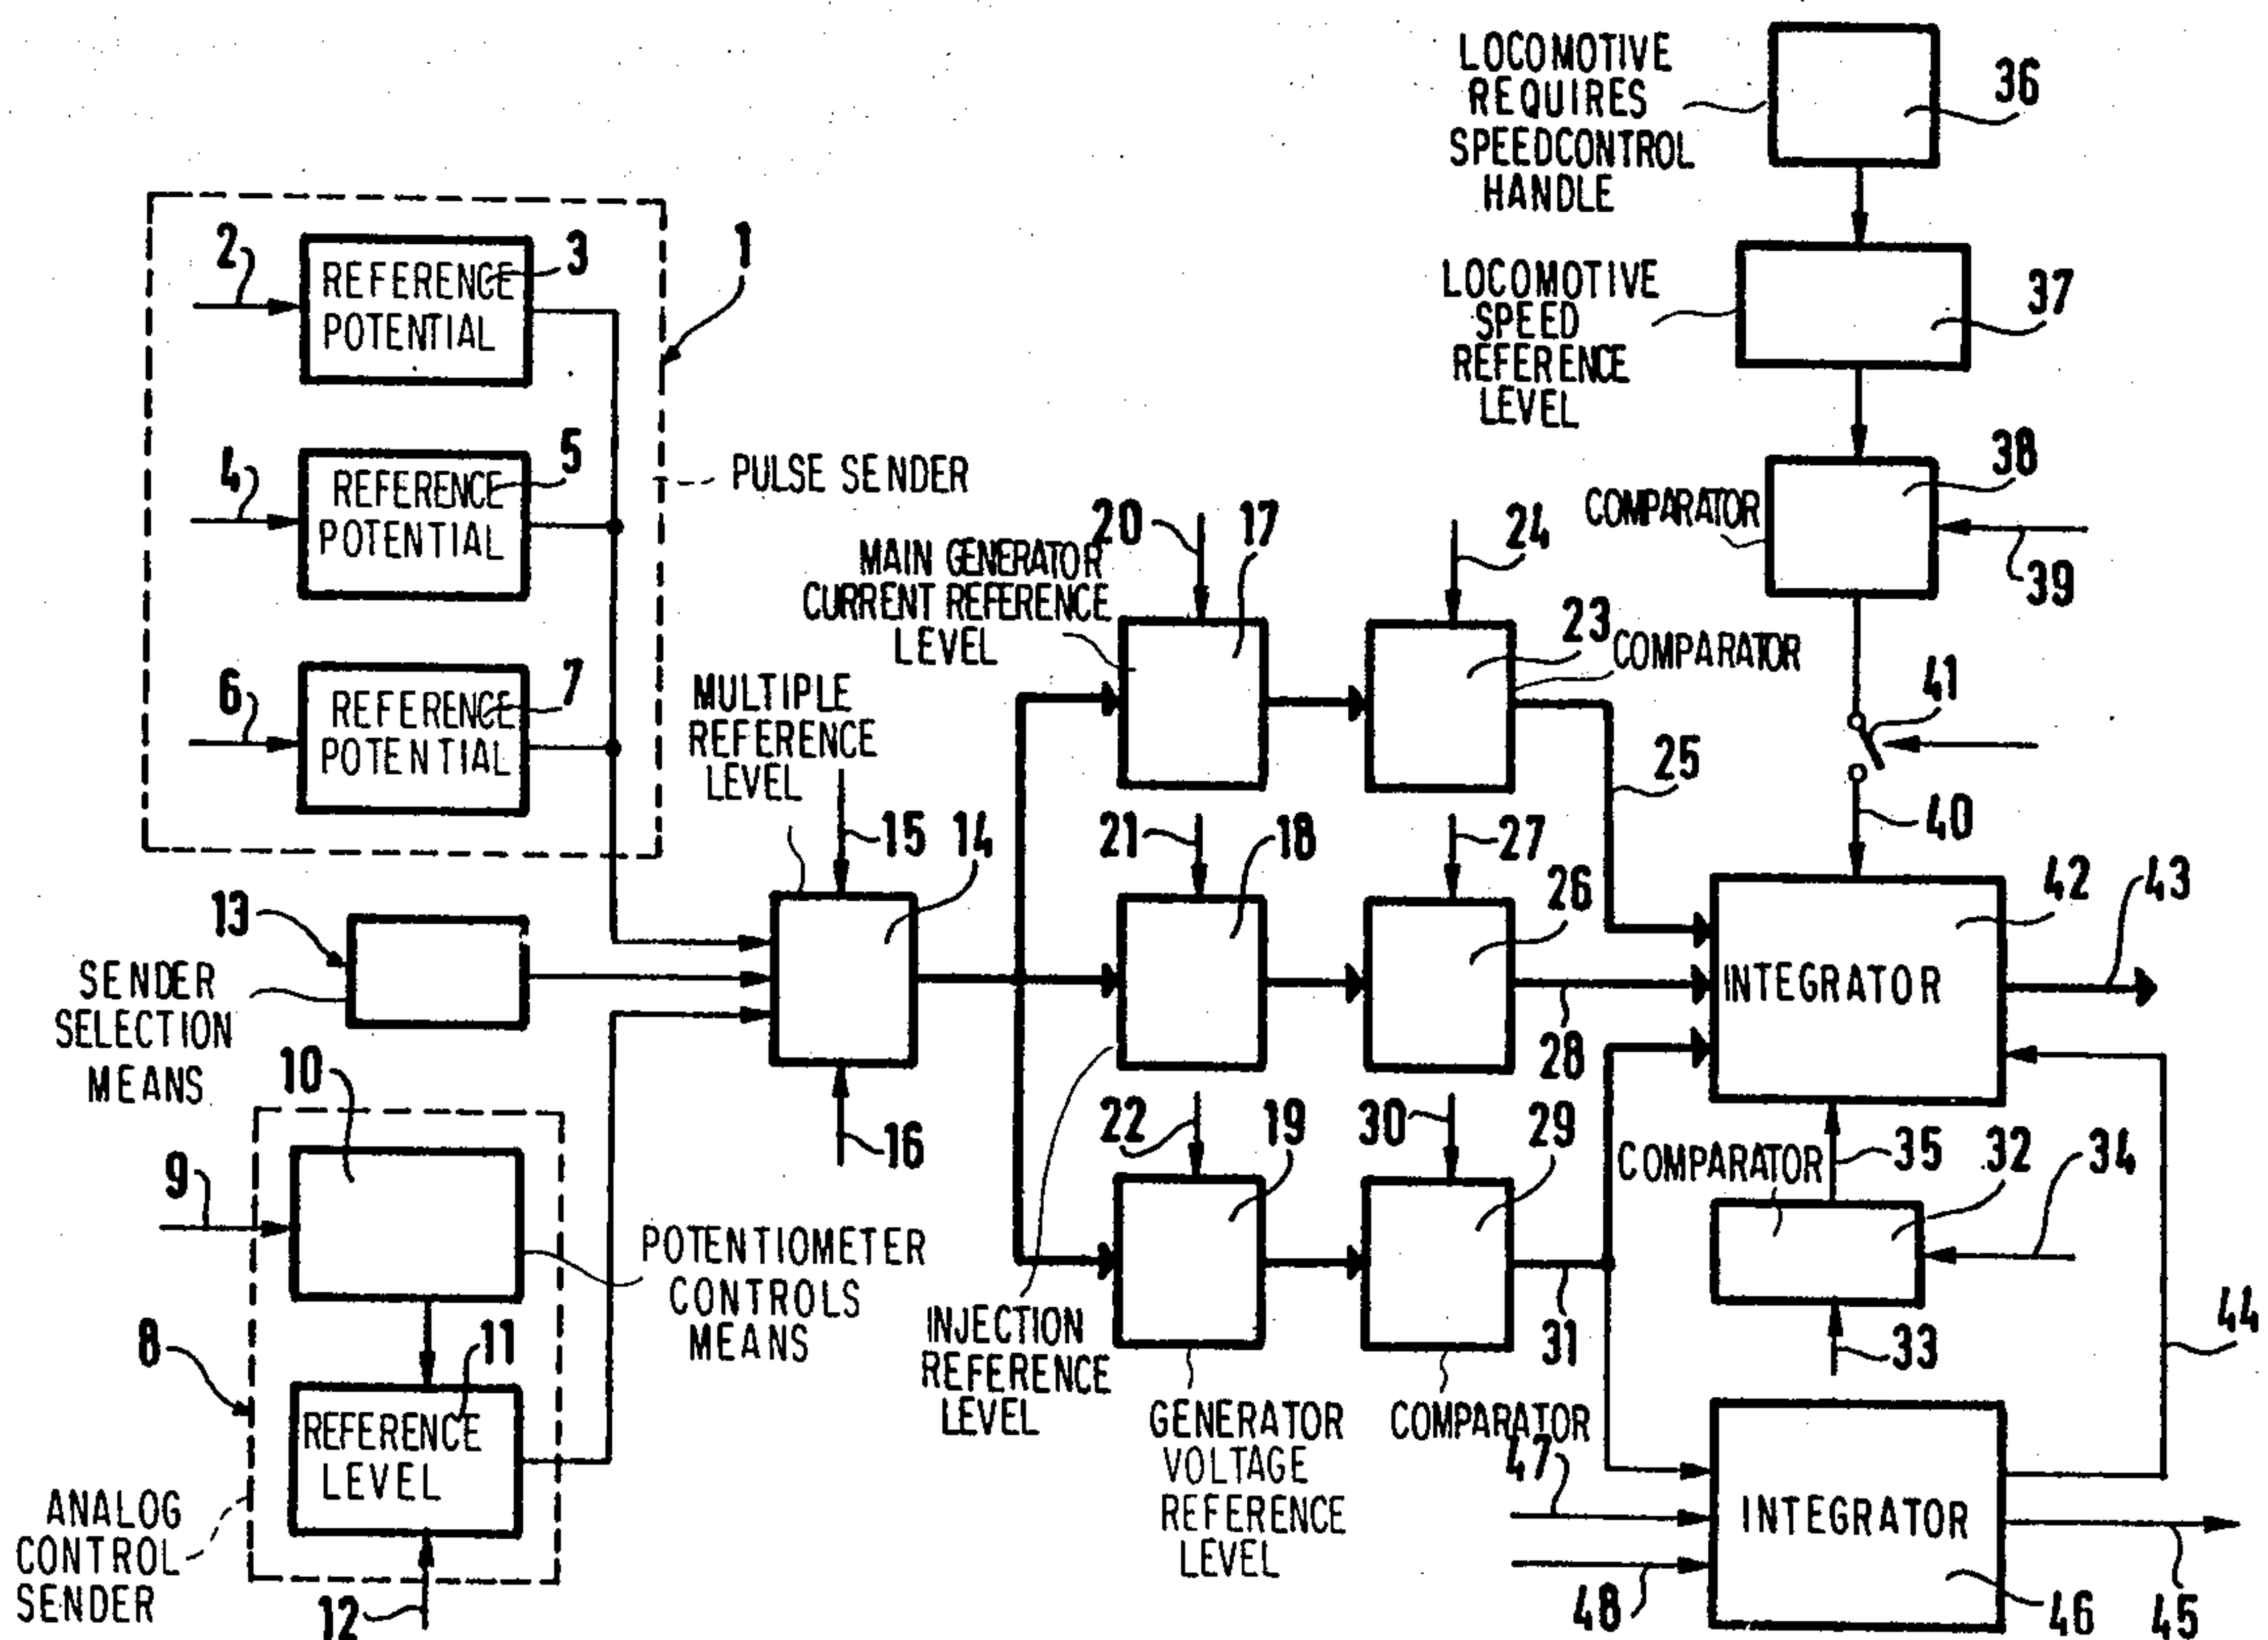 LOCOMOTIVE
REQUIRES
SPEEDCONTROL
HANDLE
36
LOCOMOTIVE
SPEED
REFERENCE
LEVEL
37
COMPARATOR
38
39
41
40
1
2
REFERENCE
POTENTIAL
3
4
REFERENCE
POTENTIAL
5
6
REFERENCE
POTENTIAL
7
PULSE SENDER
13
SENDER
SELECTION
MEANS
10
9
POTENTIOMETER
CONTROLS
MEANS
8
REFERENCE
LEVEL
11
ANALOG
CONTROL
SENDER
12
MULTIPLE
REFERENCE
LEVEL
15
14
16
MAIN GENERATOR
CURRENT REFERENCE
LEVEL
20
17
24
23
COMPARATOR
25
21
18
27
26
28
INJECTION
REFERENCE
LEVEL
22
19
GENERATOR
VOLTAGE
REFERENCE
LEVEL
30
29
COMPARATOR
31
INTEGRATOR
42
43
COMPARATOR
35
32
34
33
44
47
48
INTEGRATOR
46
45